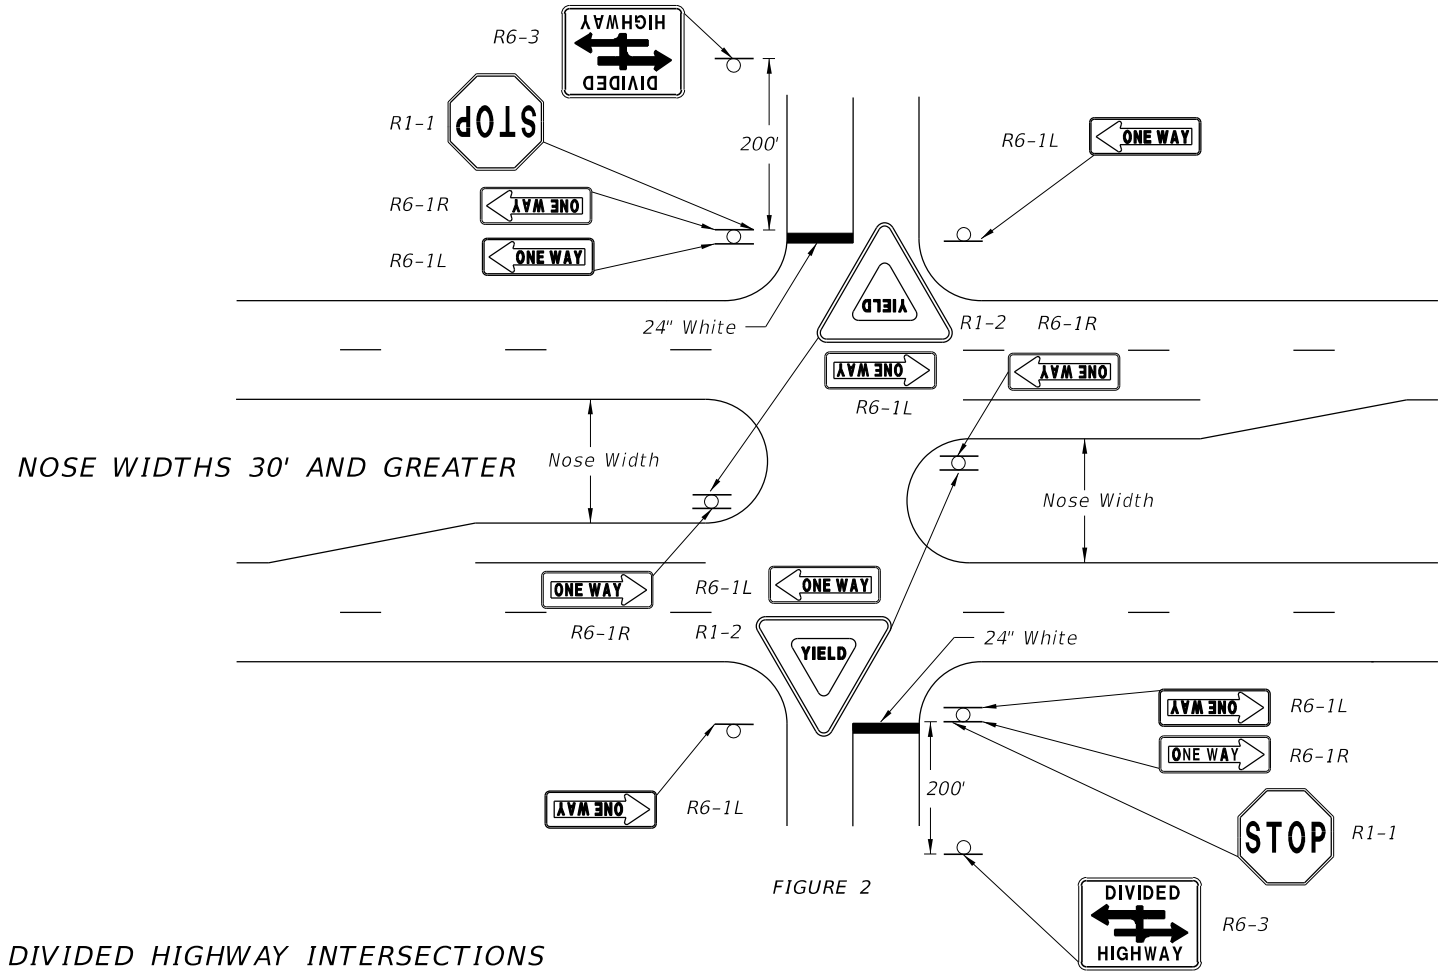 R6-3
HIGHWAY
DIVIDED
R1-1
STOP
200'
R6-1L
ONE WAY
R6-1R
ONE WAY
R6-1L
ONE WAY
24" White
YIELD
R1-2
R6-1R
ONE WAY
ONE WAY
R6-1L
NOSE WIDTHS 30' AND GREATER
Nose Width
Nose Width
ONE WAY
R6-1R
R6-1L
ONE WAY
R1-2
YIELD
24" White
ONE WAY
R6-1L
ONE WAY
R6-1R
200'
ONE WAY
R6-1L
STOP
R1-1
FIGURE 2
DIVIDED
HIGHWAY
R6-3
DIVIDED HIGHWAY INTERSECTIONS